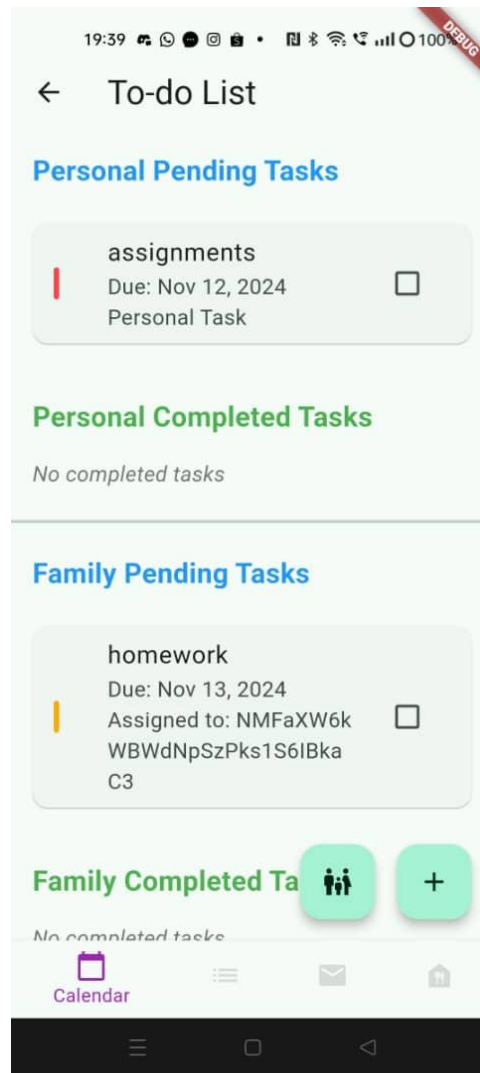 19:39
100%
DEBUG
To-do List
Personal Pending Tasks
assignments
Due: Nov 12, 2024
Personal Task
Personal Completed Tasks
No completed tasks
Family Pending Tasks
homework
Due: Nov 13, 2024
Assigned to: NMFaXW6k
WBWdNpSzPks1S6IBka
C3
Family Completed Ta
No completed tasks
Calendar